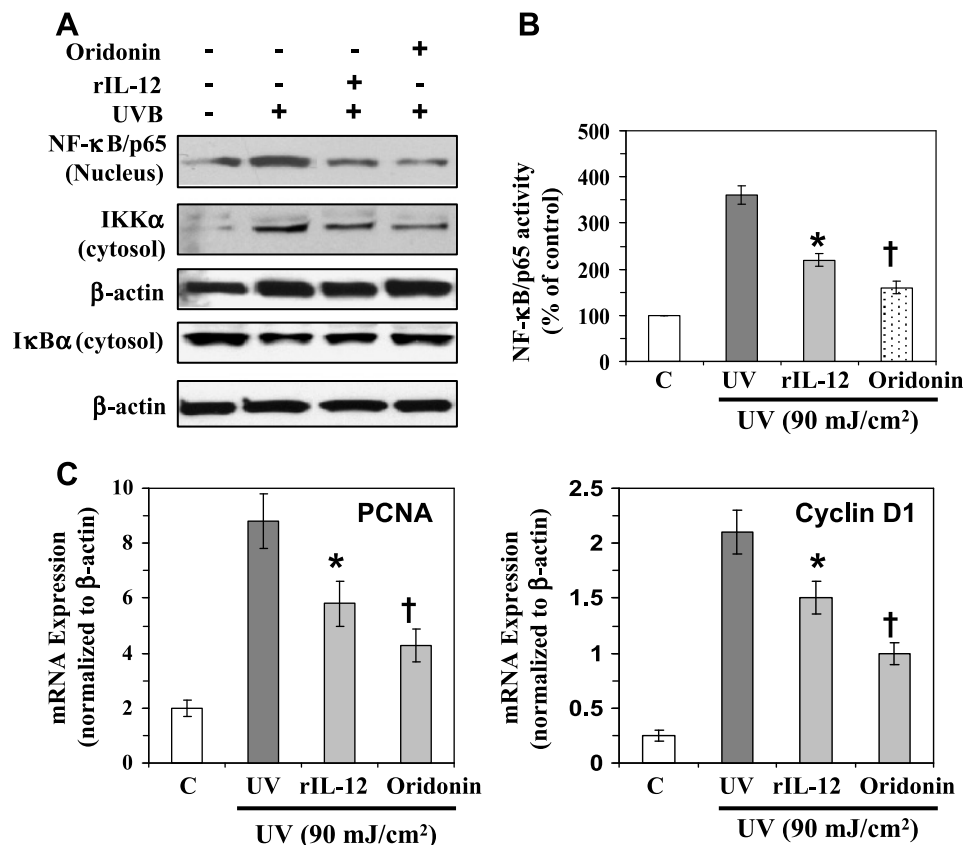 A
Oridonin - - - +
rIL-12 - - + -
UVB - + + +
NF-κB/p65
(Nucleus)
IKKα
(cytosol)
β-actin
IκBα (cytosol)
β-actin
B
NF-κB/p65 activity
(% of control)
500
400
300
200
100
0
*
†
C UV rIL-12 Oridonin
UV (90 mJ/cm²)
C
mRNA Expression
(normalized to β-actin)
10
8
6
4
2
0
PCNA
*
†
C UV rIL-12 Oridonin
UV (90 mJ/cm²)
mRNA Expression
(normalized to β-actin)
2.5
2
1.5
1
0.5
0
Cyclin D1
*
†
C UV rIL-12 Oridonin
UV (90 mJ/cm²)